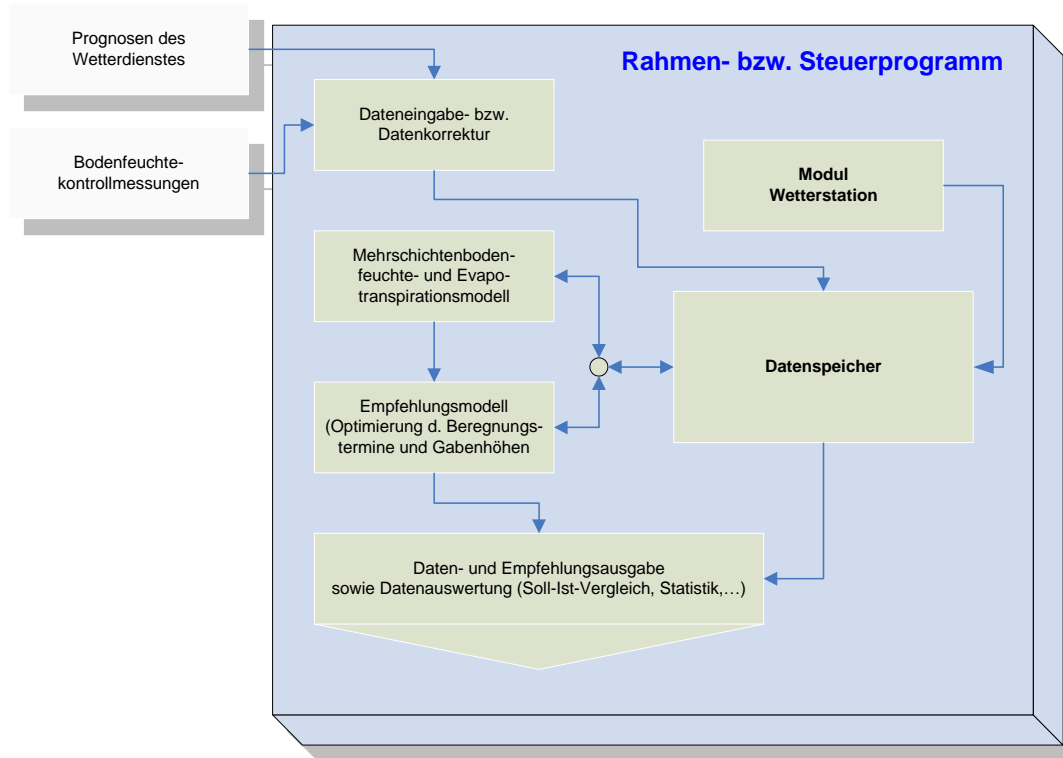 Prognosen des
Wetterdienstes
Rahmen- bzw. Steuerprogramm
Dateneingabe- bzw.
Datenkorrektur
Bodenfeuchte-
kontrollmessungen
Modul
Wetterstation
Mehrschichtenboden-
feuchte- und Evapo-
transpirationsmodell
Datenspeicher
Empfehlungsmodell
(Optimierung d. Beregnungs-
termine und Gabenhöhen
Daten- und Empfehlungsausgabe
sowie Datenauswertung (Soll-Ist-Vergleich, Statistik,…)